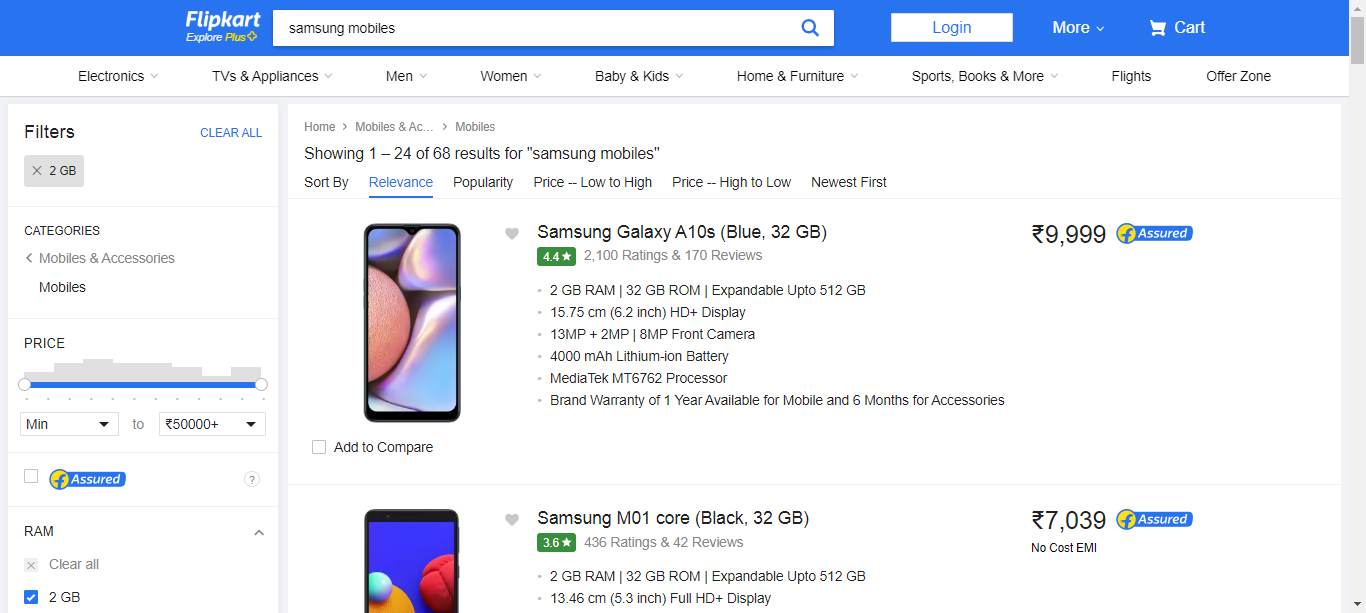 Flipkart
Explore Plus
samsung mobiles
Login
More
Cart
Electronics
TVs & Appliances
Men
Women
Baby & Kids
Home & Furniture
Sports, Books & More
Flights
Offer Zone
Filters
CLEAR ALL
2 GB
CATEGORIES
Mobiles & Accessories
Mobiles
PRICE
Min
to
₹50000+
f Assured
?
RAM
Clear all
2 GB
Home > Mobiles & Ac... > Mobiles
Showing 1 – 24 of 68 results for "samsung mobiles"
Sort By Relevance Popularity Price -- Low to High Price -- High to Low Newest First
Samsung Galaxy A10s (Blue, 32 GB)
4.4 ★ 2,100 Ratings & 170 Reviews
2 GB RAM | 32 GB ROM | Expandable Upto 512 GB
15.75 cm (6.2 inch) HD+ Display
13MP + 2MP | 8MP Front Camera
4000 mAh Lithium-ion Battery
MediaTek MT6762 Processor
Brand Warranty of 1 Year Available for Mobile and 6 Months for Accessories
₹9,999
f Assured
Add to Compare
Samsung M01 core (Black, 32 GB)
3.6 ★ 436 Ratings & 42 Reviews
2 GB RAM | 32 GB ROM | Expandable Upto 512 GB
13.46 cm (5.3 inch) Full HD+ Display
₹7,039
f Assured
No Cost EMI